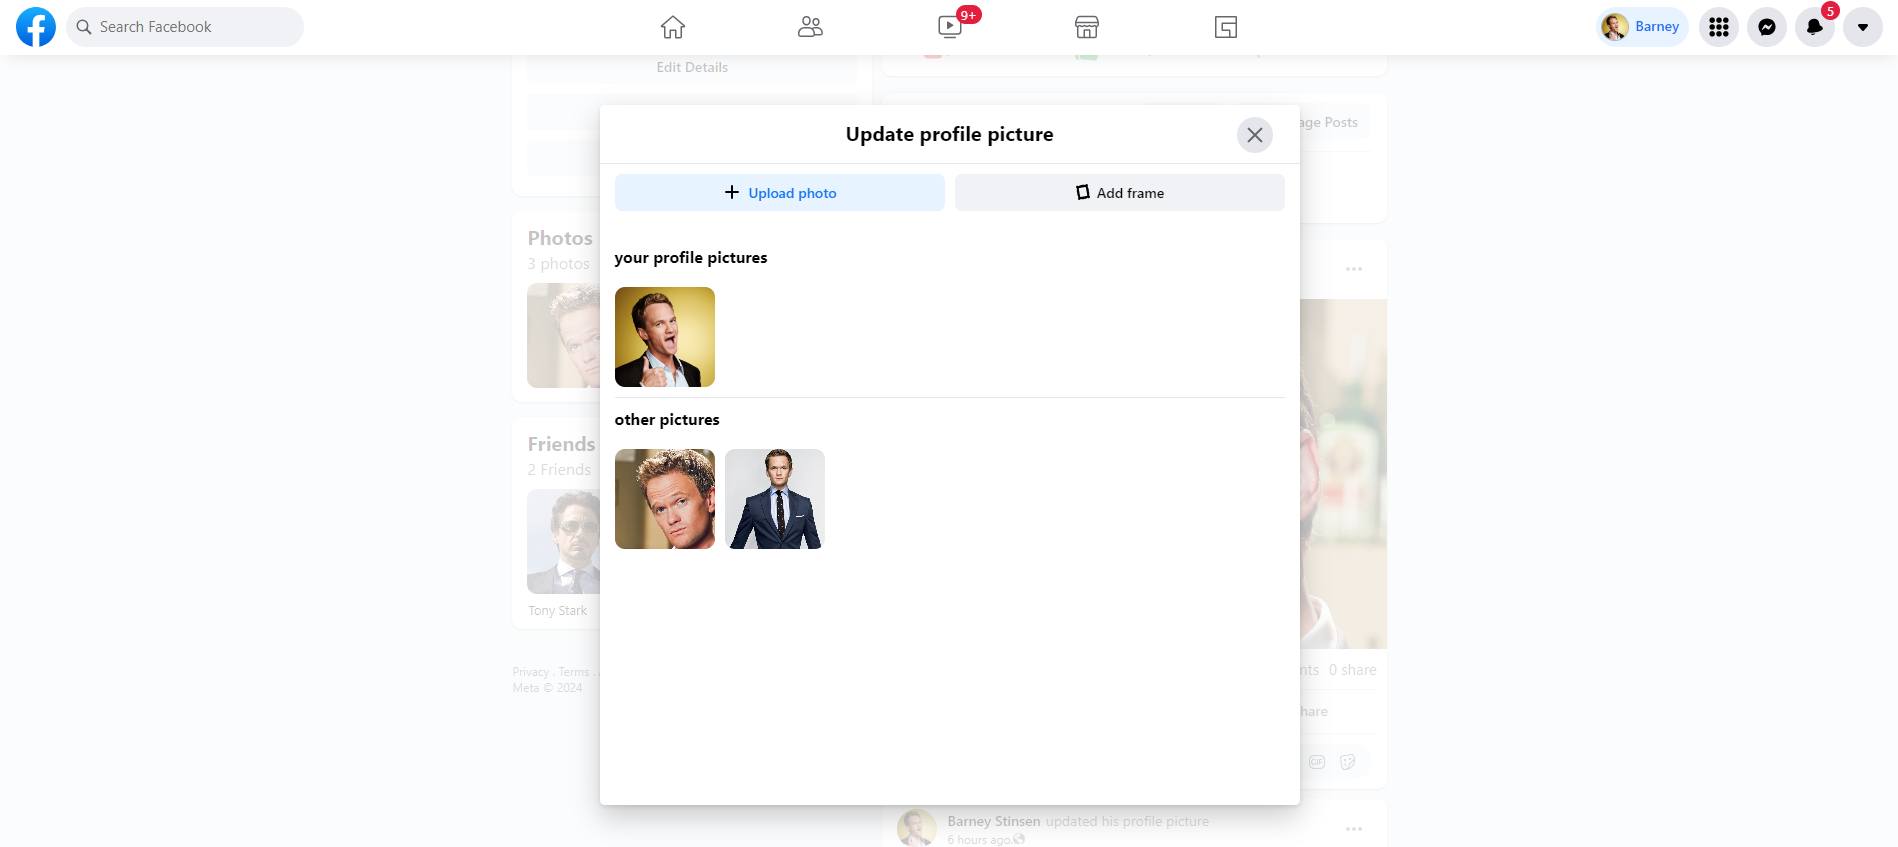 Search Facebook
9+
Barney
5
Edit Details
age Posts
Update profile picture
Upload photo
Add frame
Photos
3 photos
your profile pictures
other pictures
Friends
2 Friends
Tony Stark
Privacy . Terms .
Meta © 2024
nts 0 share
hare
GIF
Barney Stinsen updated his profile picture
6 hours ago.